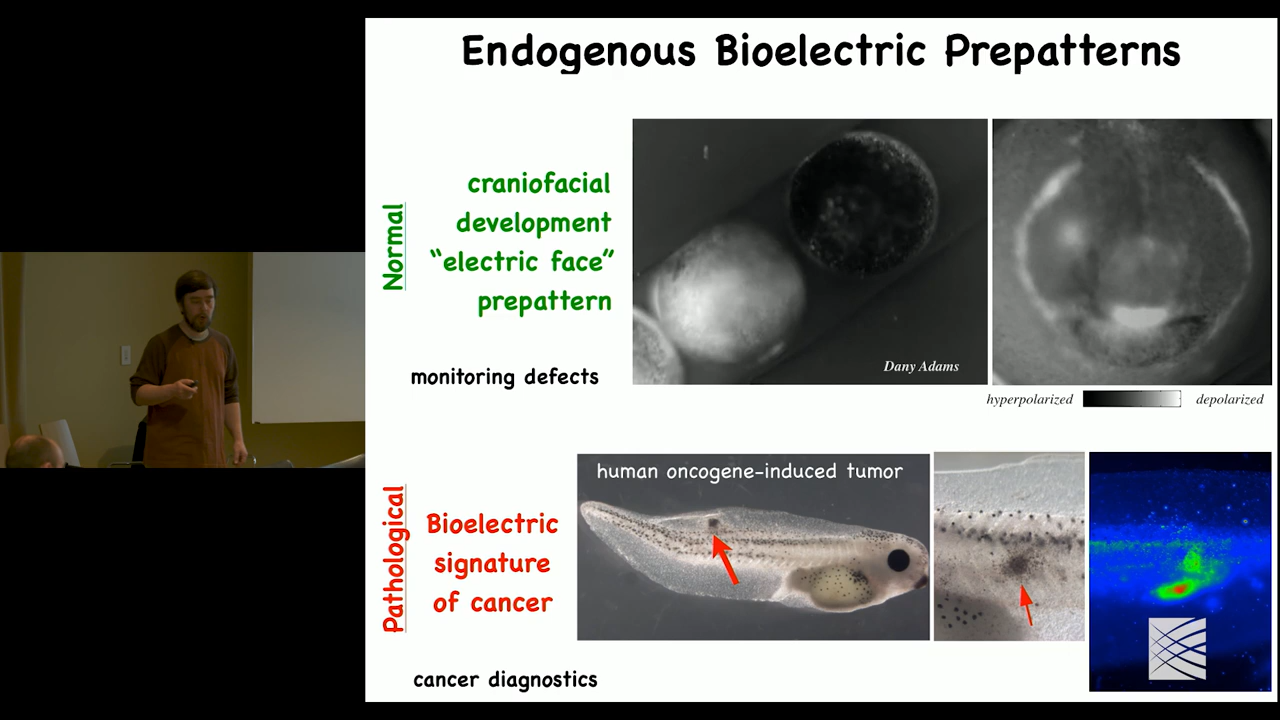 Endogenous Bioelectric Prepatterns
Normal
craniofacial
development
“electric face”
prepattern
monitoring defects
Dany Adams
hyperpolarized
depolarized
Pathological
Bioelectric
signature
of cancer
cancer diagnostics
human oncogene-induced tumor